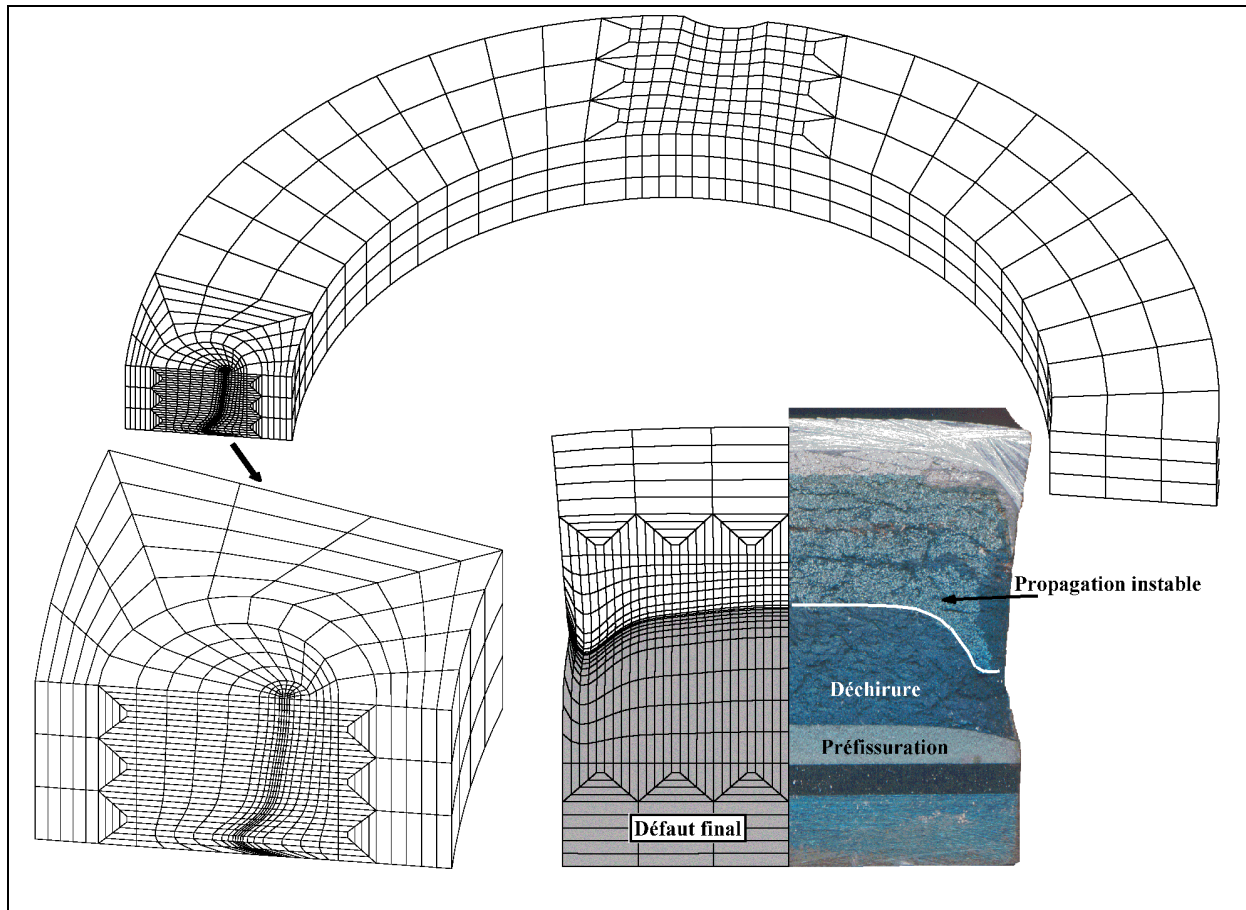 Propagation instable
Déchirure
Préfissuration
Défaut final